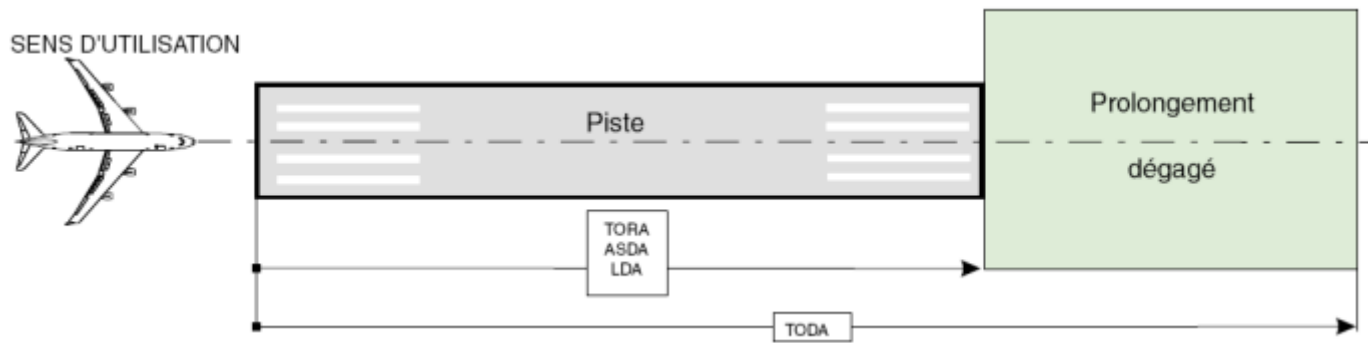 SENS D'UTILISATION
Piste
Prolongement
dégagé
TORA
ASDA
LDA
TODA